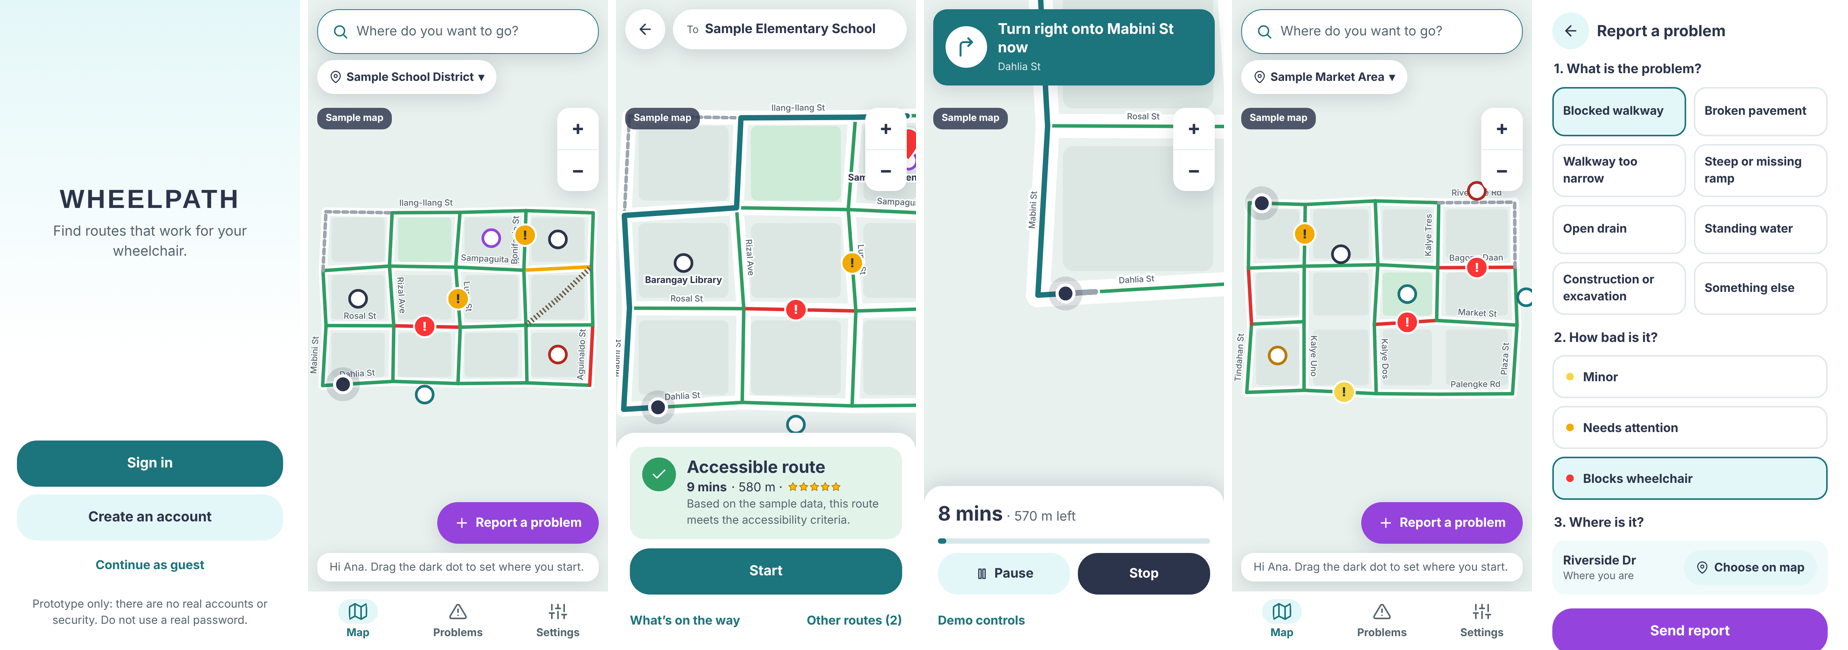 WHEELPATH
Find routes that work for your
wheelchair.
Sign in
Create an account
Continue as guest
Prototype only: there are no real accounts or
security. Do not use a real password.
Where do you want to go?
Sample School District ▾
Sample map
+
−
Ilang-Ilang St
Sampaguita
Rizal Ave
Rosal St
Mabini St
Dahlia St
Aguinaldo St
+ Report a problem
Hi Ana. Drag the dark dot to set where you start.
Map
Problems
Settings
To Sample Elementary School
Ilang-Ilang St
Sample map
+
−
Rizal Ave
Barangay Library
Rosal St
Dahlia St
Accessible route
9 mins · 580 m ·
Based on the sample data, this route
meets the accessibility criteria.
Start
What's on the way
Other routes (2)
Turn right onto Mabini St
now
Dahlia St
Sample map
+
−
Rosal St
Mabini St
Dahlia St
8 mins · 570 m left
Pause
Stop
Demo controls
Where do you want to go?
Sample Market Area ▾
Sample map
+
−
Kalye Tres
Market St
Tindahan St
Kalye Uno
Kalye Dos
Plaza St
Palengke Rd
+ Report a problem
Hi Ana. Drag the dark dot to set where you start.
Map
Problems
Settings
Report a problem
1. What is the problem?
Blocked walkway
Broken pavement
Walkway too
narrow
Steep or missing
ramp
Open drain
Standing water
Construction or
excavation
Something else
2. How bad is it?
Minor
Needs attention
Blocks wheelchair
3. Where is it?
Riverside Dr
Where you are
Choose on map
Send report